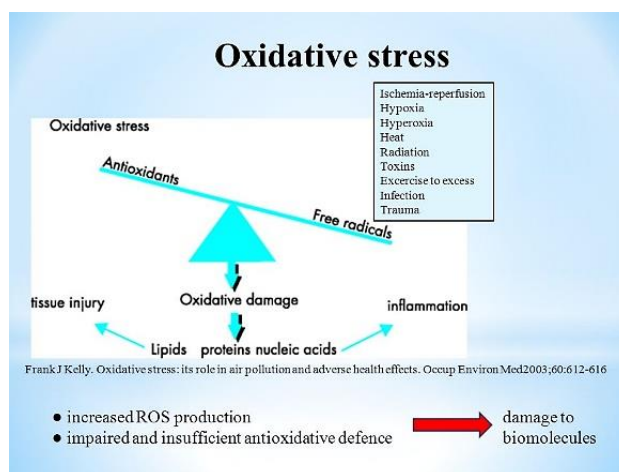 Oxidative stress
Ischemia-reperfusion
Hypoxia
Hyperoxia
Heat
Radiation
Toxins
Excercise to excess
Infection
Trauma
Oxidative stress
Antioxidants
Free radicals
Oxidative damage
tissue injury
inflammation
Lipids proteins nucleic acids
Frank J Kelly. Oxidative stress: its role in air pollution and adverse health effects. Occup Environ Med2003;60:612-616
● increased ROS production
● impaired and insufficient antioxidative defence
damage to
biomolecules